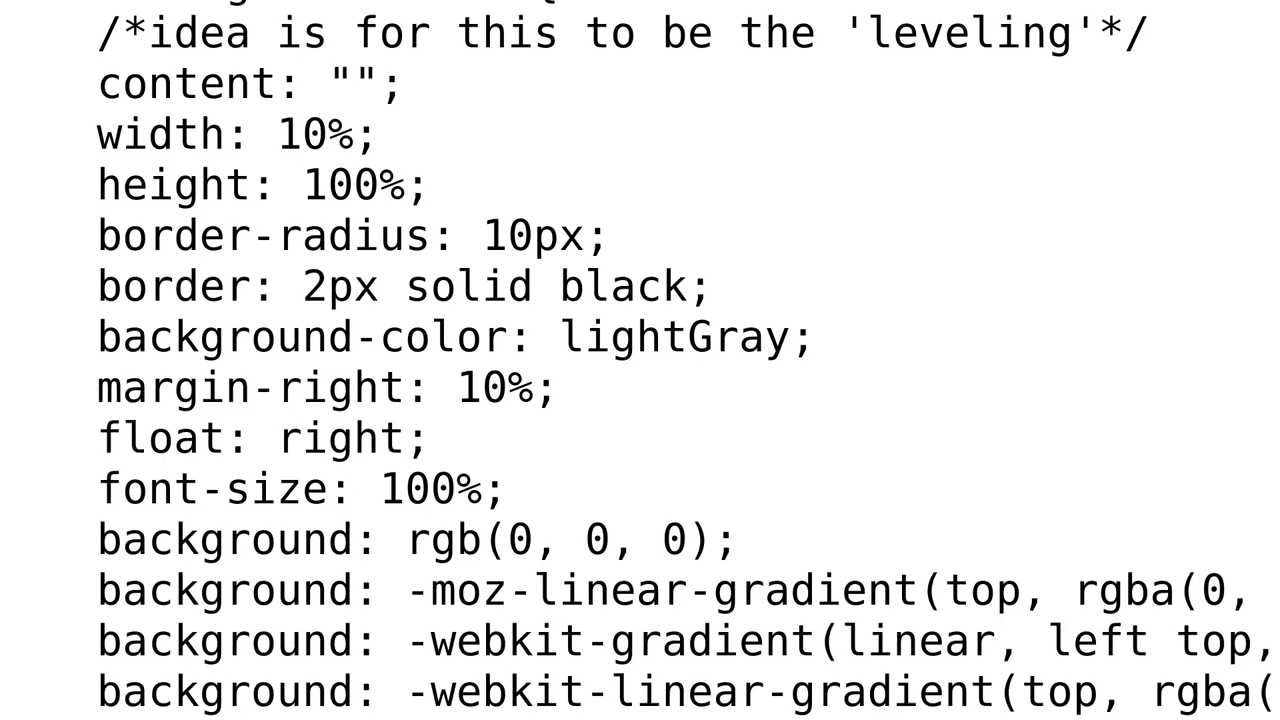 /*idea is for this to be the 'leveling'*/
content: "";
width: 10%;
height: 100%;
border-radius: 10px;
border: 2px solid black;
background-color: lightGray;
margin-right: 10%;
float: right;
font-size: 100%;
background: rgb(0, 0, 0);
background: -moz-linear-gradient(top, rgba(0,
background: -webkit-gradient(linear, left top,
background: -webkit-linear-gradient(top, rgba(